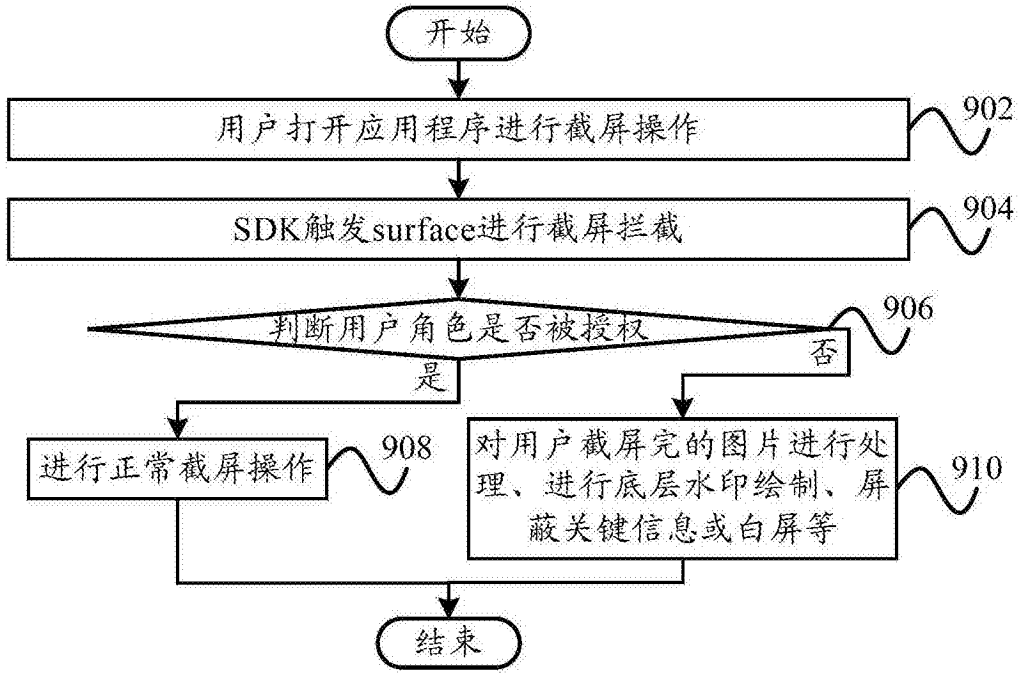 开始
用户打开应用程序进行截屏操作
902
SDK触发surface进行截屏拦截
904
判断用户角色是否被授权
906
是
否
进行正常截屏操作
908
对用户截屏完的图片进行处
理、进行底层水印绘制、屏
蔽关键信息或白屏等
910
结束